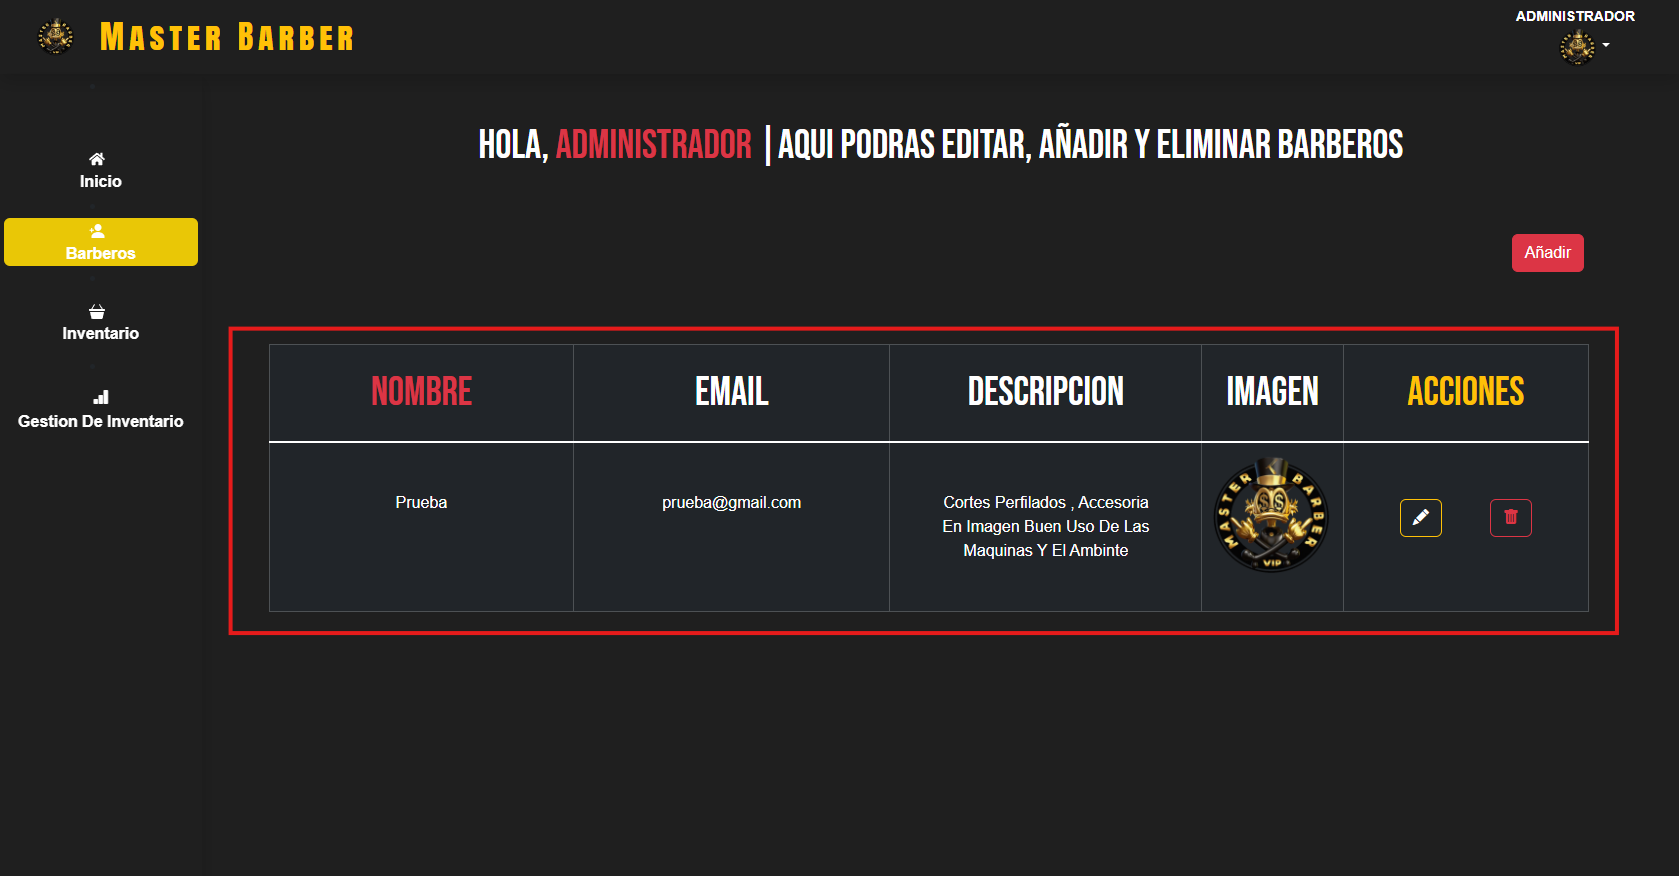 MASTER BARBER
ADMINISTRADOR
HOLA, ADMINISTRADOR | AQUI PODRAS EDITAR, AÑADIR Y ELIMINAR BARBEROS
Inicio
Barberos
Inventario
Gestion De Inventario
Añadir
NOMBRE EMAIL DESCRIPCION IMAGEN ACCIONES
Prueba prueba@gmail.com Cortes Perfilados , Accesoria
En Imagen Buen Uso De Las
Maquinas Y El Ambinte
MASTER BARBER
VIP